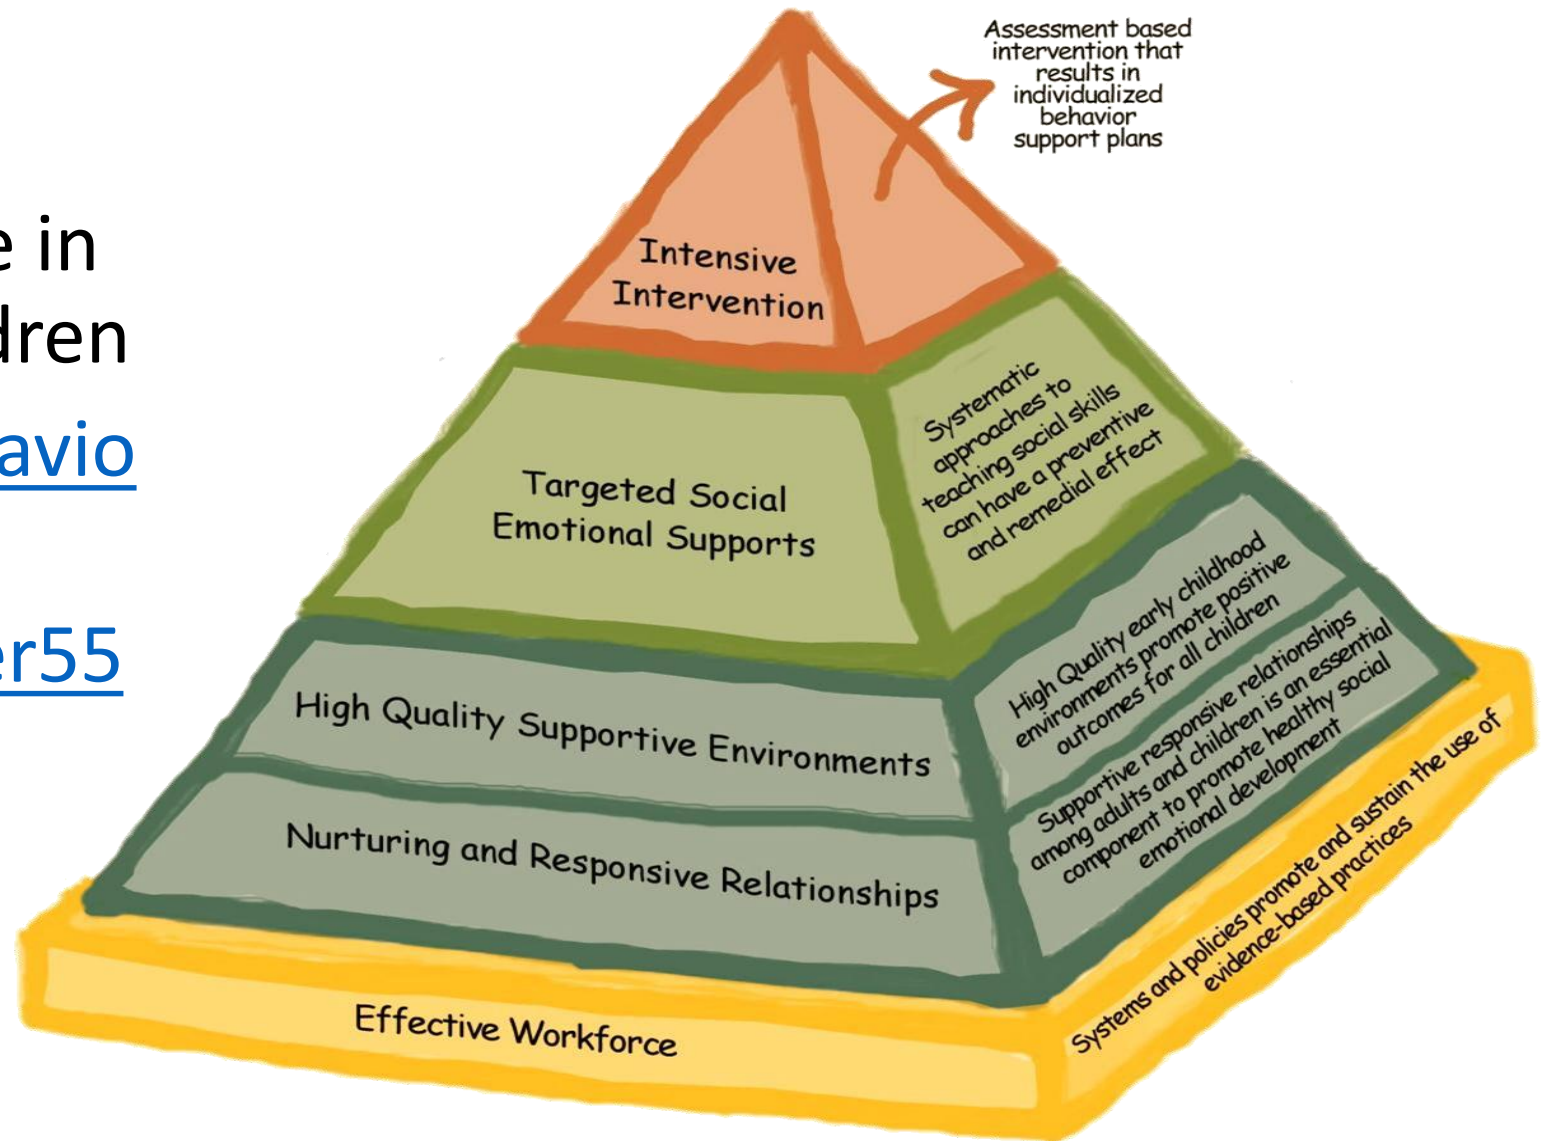 e in
dren
avio
er55
Assessment based
intervention that
results in
individualized
behavior
support plans
Intensive
Intervention
Systematic
approaches to
teaching social skills
can have a preventive
and remedial effect
Targeted Social
Emotional Supports
High Quality early childhood
environments promote positive
outcomes for all children
High Quality Supportive Environments
Supportive responsive relationships
among adults and children is an essential
component to promote healthy social
emotional development
Nurturing and Responsive Relationships
Systems and policies promote and sustain the use of
evidence-based practices
Effective Workforce